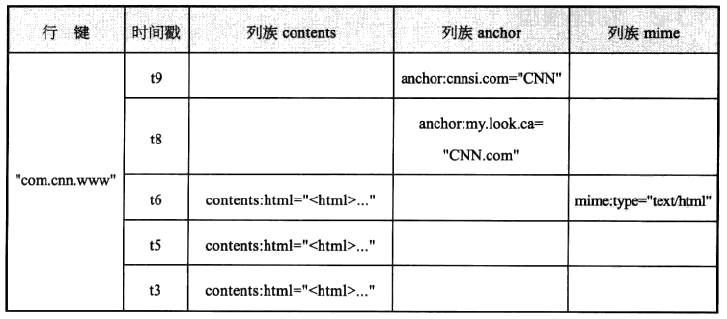 行 键 时间戳 列族 contents 列族 anchor 列族 mime
t9 anchor:cnnsi.com="CNN"
t8 anchor:my.look.ca=
"CNN.com"
"com.cnn.www"
t6 contents:html="<html>..." mime:type="text/html"
t5 contents:html="<html>..."
t3 contents:html="<html>..."